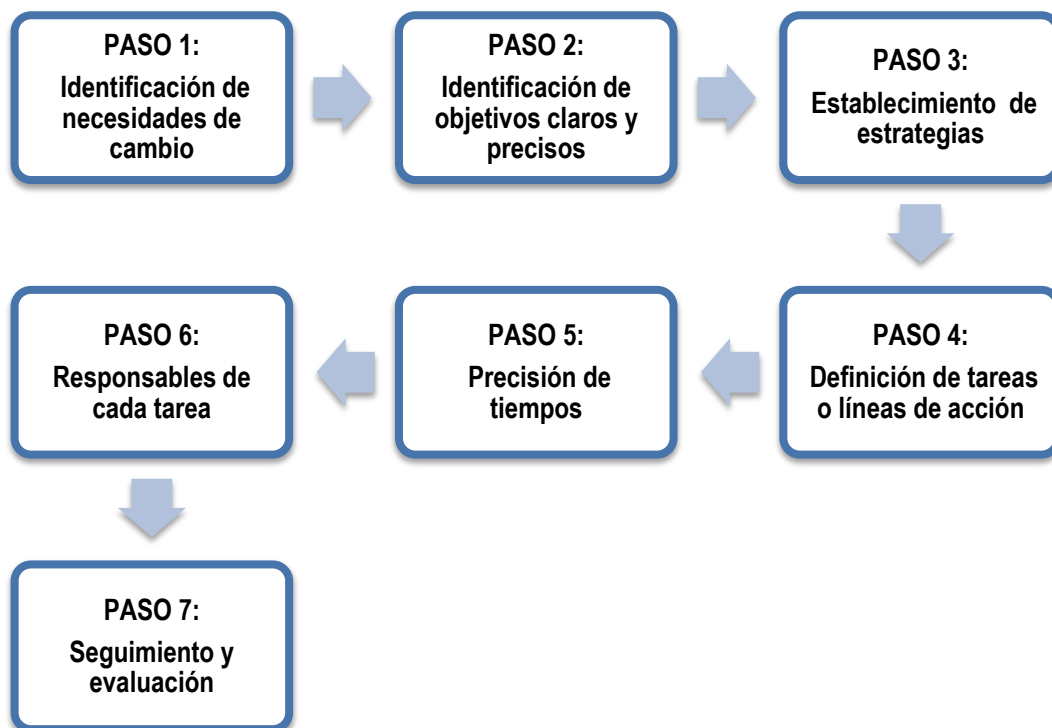 PASO 1:
Identificación de
necesidades de
cambio
PASO 2:
Identificación de
objetivos claros y
precisos
PASO 3:
Establecimiento de
estrategias
PASO 4:
Definición de tareas
o líneas de acción
PASO 5:
Precisión de
tiempos
PASO 6:
Responsables de
cada tarea
PASO 7:
Seguimiento y
evaluación